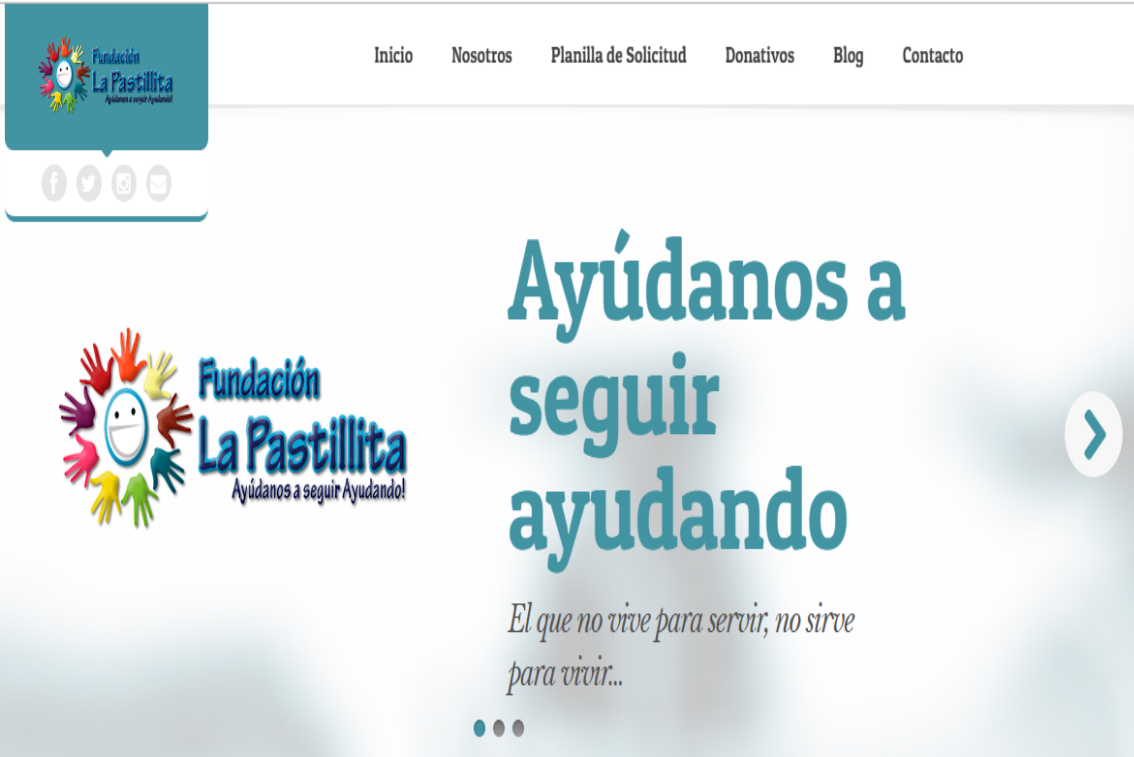 Fundación
La Pastillita
Ayúdanos a seguir Ayudando!
Inicio Nosotros Planilla de Solicitud Donativos Blog Contacto
Ayúdanos a
seguir
ayudando
Fundación
La Pastillita
Ayúdanos a seguir Ayudando!
El que no vive para servir, no sirve
para vivir...